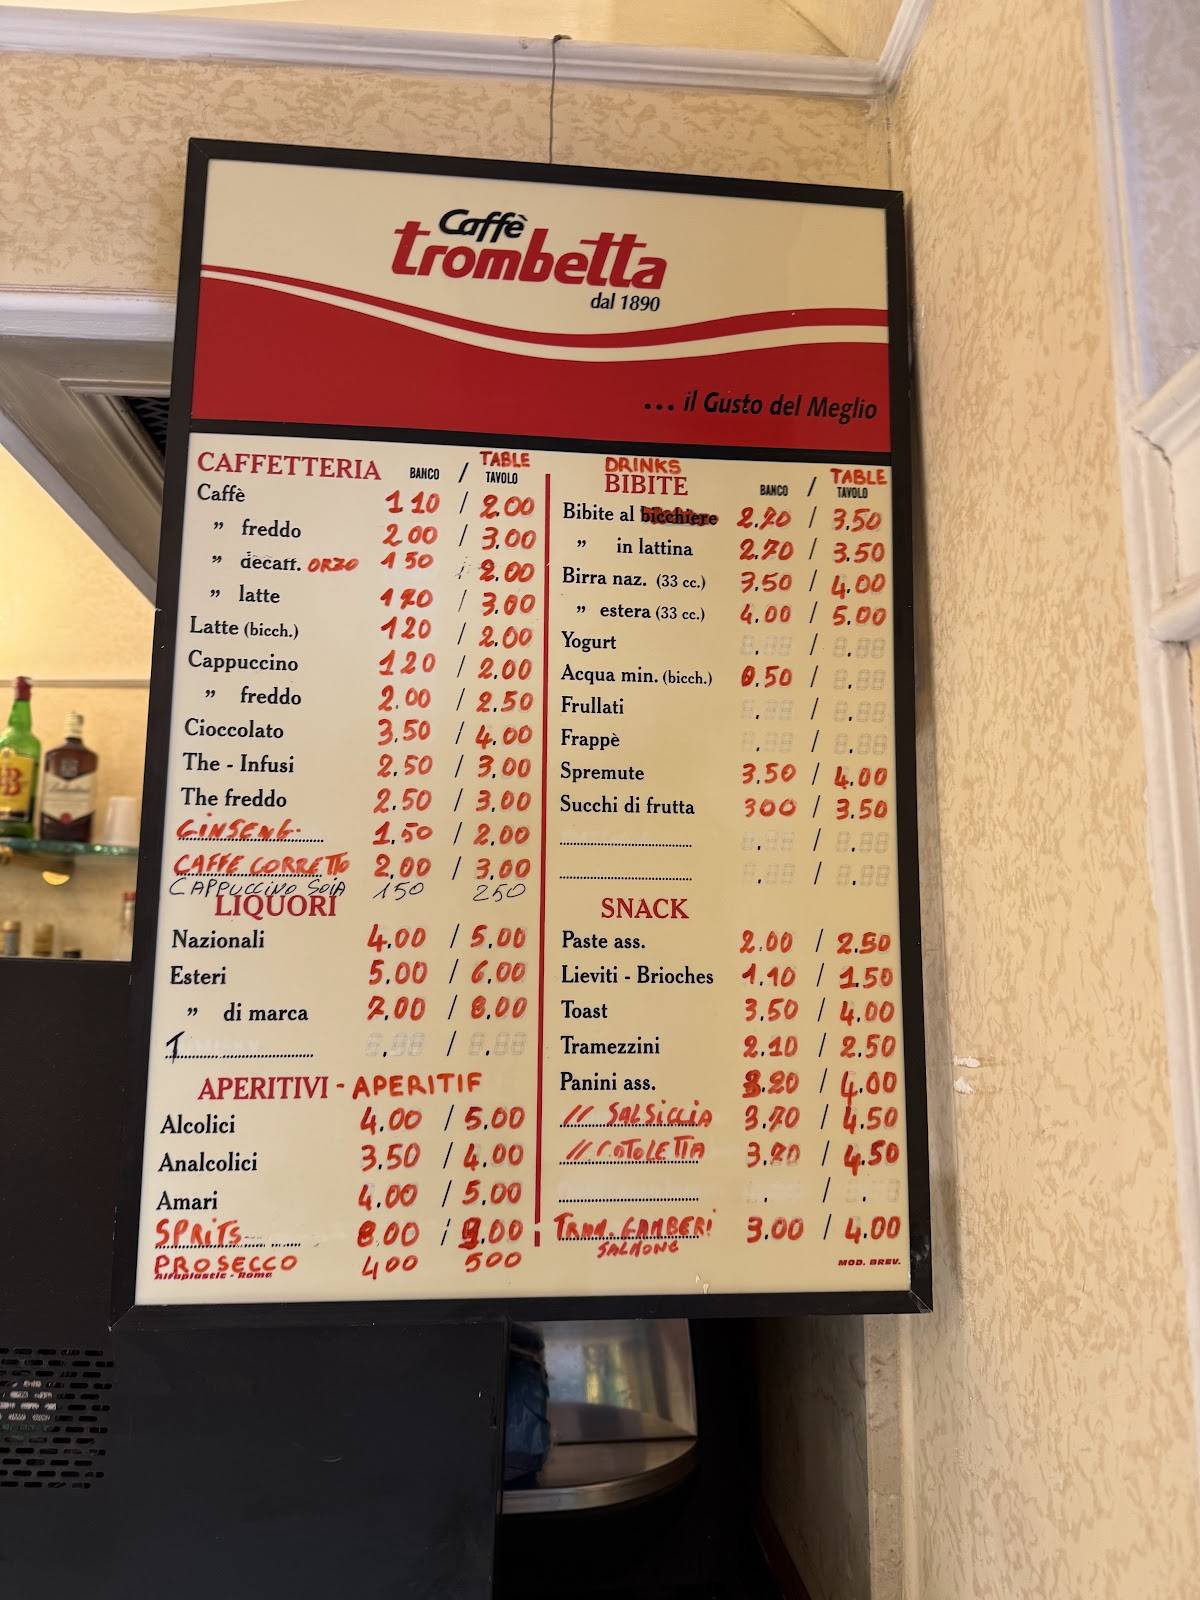 Caffè
trombetta
dal 1890
... il Gusto del Meglio
CAFFETTERIA BANCO / TABLE TAVOLO
Caffè 1 10 / 2.00
” freddo 2 00 / 3.00
” decaff. ORZO 1 50 / 2.00
” latte 1 70 / 3.00
Latte (bicch.) 1 20 / 2.00
Cappuccino 1 20 / 2.00
” freddo 2.00 / 2.50
Cioccolato 3.50 / 4.00
The - Infusi 2.50 / 3.00
The freddo 2.50 / 3.00
GINSENG. 1.50 / 2.00
CAFFE CORRETTO 2.00 / 3.00
CAPPUCCINO SOIA 150 250
LIQUORI
Nazionali 4.00 / 5.00
Esteri 5.00 / 6.00
” di marca 7.00 / 8.00
/
APERITIVI - APERITIF
Alcolici 4.00 / 5.00
Analcolici 3.50 / 4.00
Amari 4.00 / 5.00
SPRITS 8.00 / 9.00
PROSECCO 400 500
Alfaplastic - Roma
DRINKS
BIBITE BANCO / TABLE TAVOLO
Bibite al bicchiere 2.70 / 3.50
” in lattina 2.70 / 3.50
Birra naz. (33 cc.) 3.50 / 4.00
” estera (33 cc.) 4.00 / 5.00
Yogurt /
Acqua min. (bicch.) 0.50 /
Frullati /
Frappè /
Spremute 3.50 / 4.00
Succhi di frutta 300 / 3.50
/
/
SNACK
Paste ass. 2.00 / 2.50
Lieviti - Brioches 1.10 / 1.50
Toast 3.50 / 4.00
Tramezzini 2.10 / 2.50
Panini ass. 3.20 / 4.00
// SALSICCIA 3.70 / 4.50
// COTOLETTA 3.70 / 4.50
/
TRAM. GAMBERI 3.00 / 4.00
SALMONE
MOD. BREV.